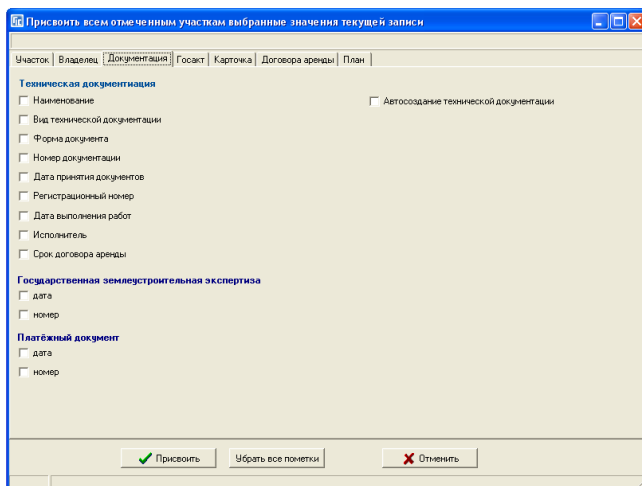 Присвоить всем отмеченным участкам выбранные значения текущей записи
Участок Владелец Документация Госакт Карточка Договора аренды План
Техническая документация
Наименование
Автосоздание технической документации
Вид технической документации
Форма документа
Номер документации
Дата принятия документов
Регистрационный номер
Дата выполнения работ
Исполнитель
Срок договора аренды
Государственная землеустроительная экспертиза
дата
номер
Платёжный документ
дата
номер
Присвоить Убрать все пометки Отменить